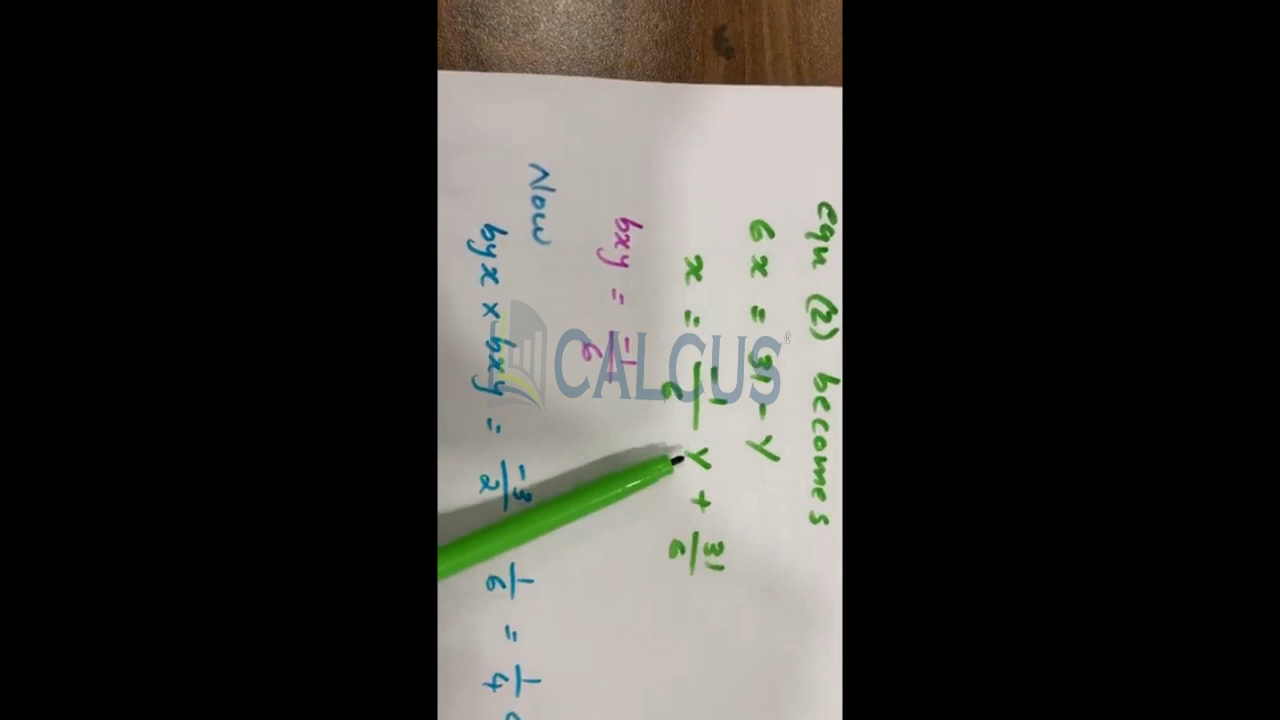 equ (2) becomes
6x = 31 - y
x = -1/6 y + 31/6
bxy = -1/6
Now
byx × bxy = -3/2 1/6 = 1/4
CALCUS